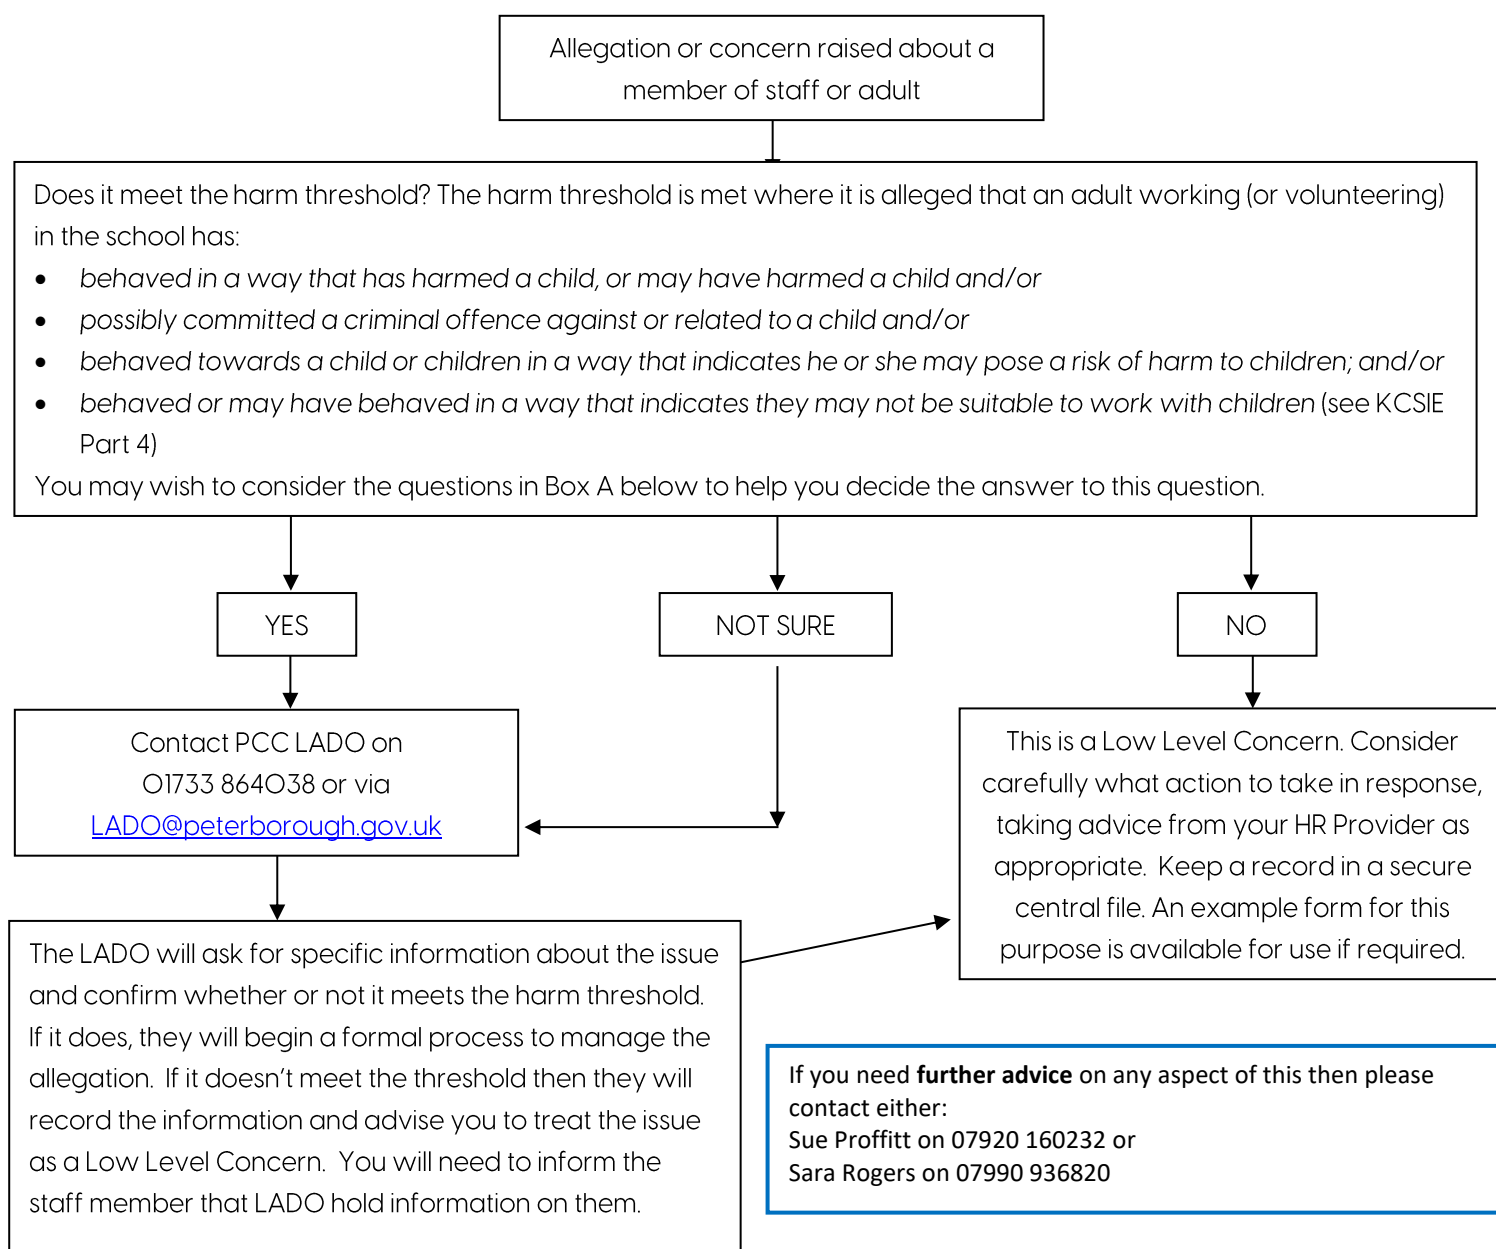 Allegation or concern raised about a
member of staff or adult
Does it meet the harm threshold? The harm threshold is met where it is alleged that an adult working (or volunteering)
in the school has:
• behaved in a way that has harmed a child, or may have harmed a child and/or
• possibly committed a criminal offence against or related to a child and/or
• behaved towards a child or children in a way that indicates he or she may pose a risk of harm to children; and/or
• behaved or may have behaved in a way that indicates they may not be suitable to work with children (see KCSIE
Part 4)
You may wish to consider the questions in Box A below to help you decide the answer to this question.
YES
NOT SURE
NO
Contact PCC LADO on
01733 864038 or via
LADO@peterborough.gov.uk
This is a Low Level Concern. Consider
carefully what action to take in response,
taking advice from your HR Provider as
appropriate. Keep a record in a secure
central file. An example form for this
purpose is available for use if required.
The LADO will ask for specific information about the issue
and confirm whether or not it meets the harm threshold.
If it does, they will begin a formal process to manage the
allegation. If it doesn't meet the threshold then they will
record the information and advise you to treat the issue
as a Low Level Concern. You will need to inform the
staff member that LADO hold information on them.
If you need further advice on any aspect of this then please
contact either:
Sue Proffitt on 07920 160232 or
Sara Rogers on 07990 936820